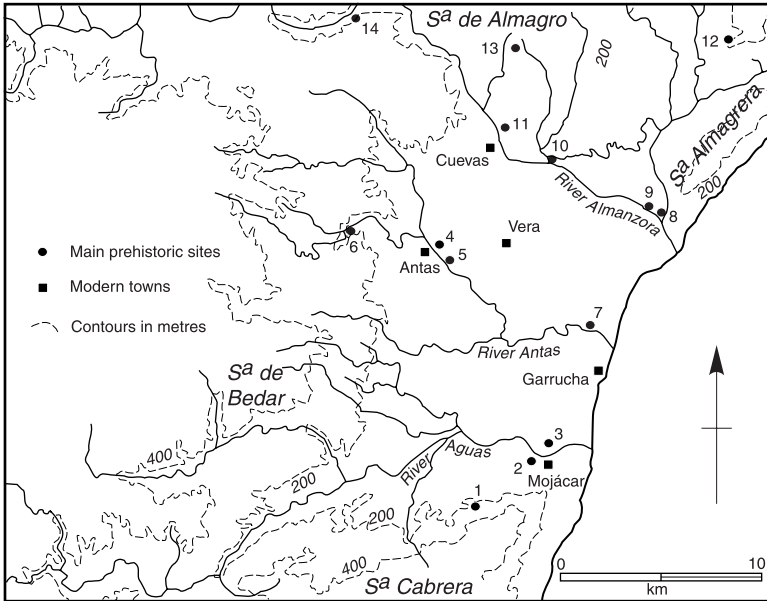 Sa de Almagro
14
13
200
12
11
Cuevas
10
Sa Almagrera
200
River Almanzora
9
8
6
4
5
Antas
Vera
Main prehistoric sites
Modern towns
Contours in metres
7
River Antas
Garrucha
Sa de
Bedar
400
200
River Aguas
3
2
Mojácar
1
200
400
Sa Cabrera
0 10
km